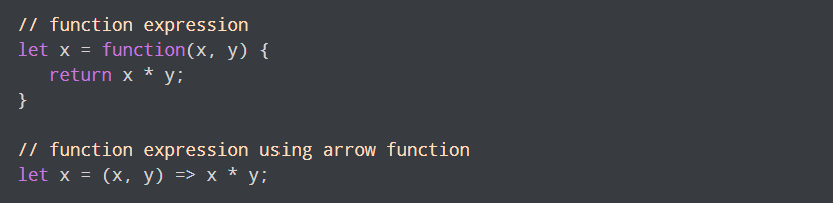 // function expression
let x = function(x, y) {
   return x * y;
}

// function expression using arrow function
let x = (x, y) => x * y;